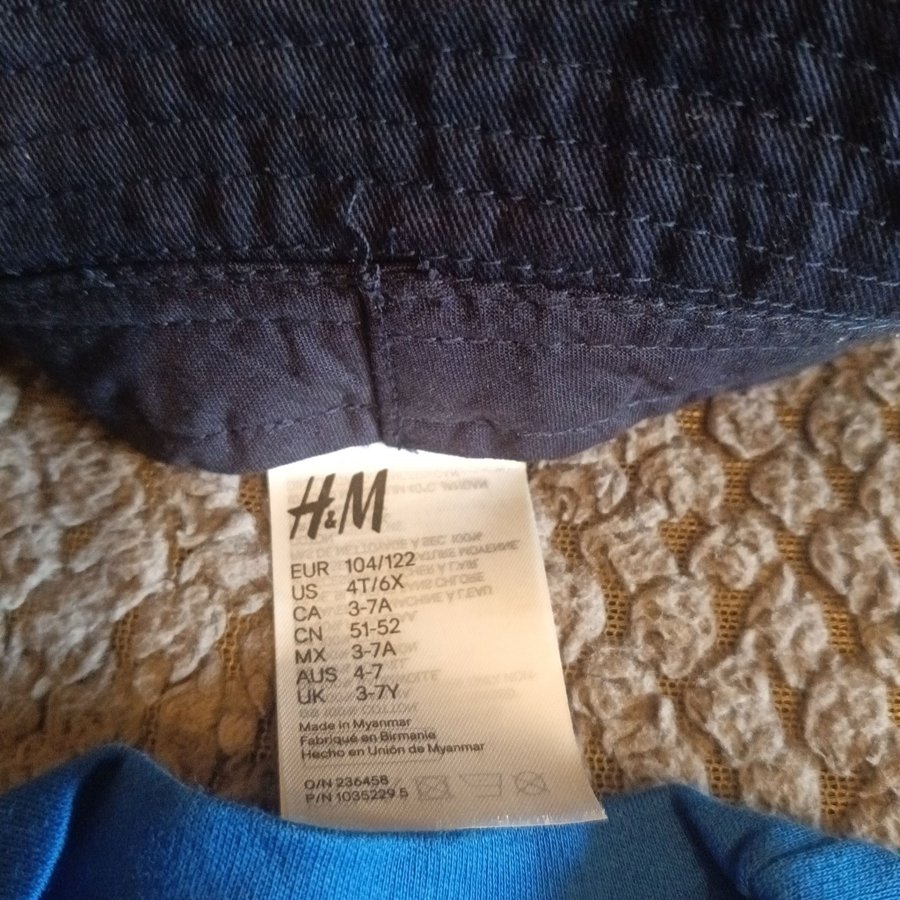 H&M
EUR 104/122
US 4T/6X
CA 3-7A
CN 51-52
MX 3-7A
AUS 4-7
UK 3-7Y
Made in Myanmar
Fabriqué en Birmanie
Hecho en Unión de Myanmar
O/N 236458
P/N 1035229 5